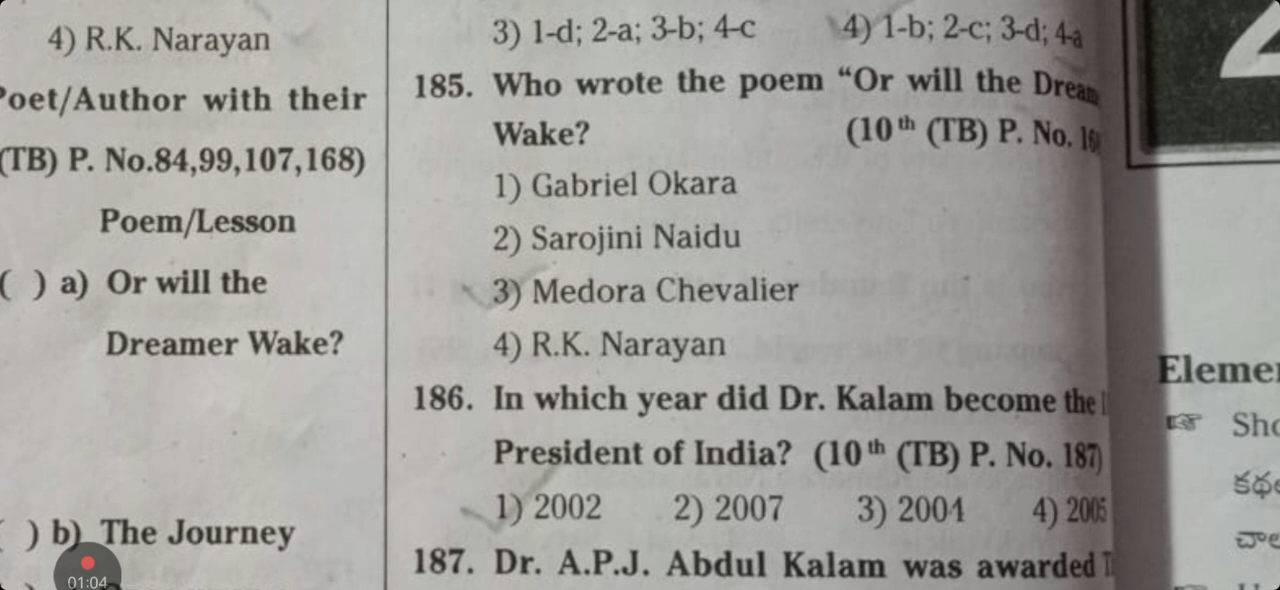 4) R.K. Narayan
Poet/Author with their
(TB) P. No.84,99,107,168)
Poem/Lesson
( ) a) Or will the
Dreamer Wake?
) b) The Journey
01:04
3) 1-d; 2-a; 3-b; 4-c 4) 1-b; 2-c; 3-d; 4-a
185. Who wrote the poem “Or will the Dream
Wake? (10th (TB) P. No.
1) Gabriel Okara
2) Sarojini Naidu
3) Medora Chevalier
4) R.K. Narayan
186. In which year did Dr. Kalam become the
President of India? (10th (TB) P. No. 187)
1) 2002 2) 2007 3) 2004 4) 2005
187. Dr. A.P.J. Abdul Kalam was awarded
Eleme
☞ Sho